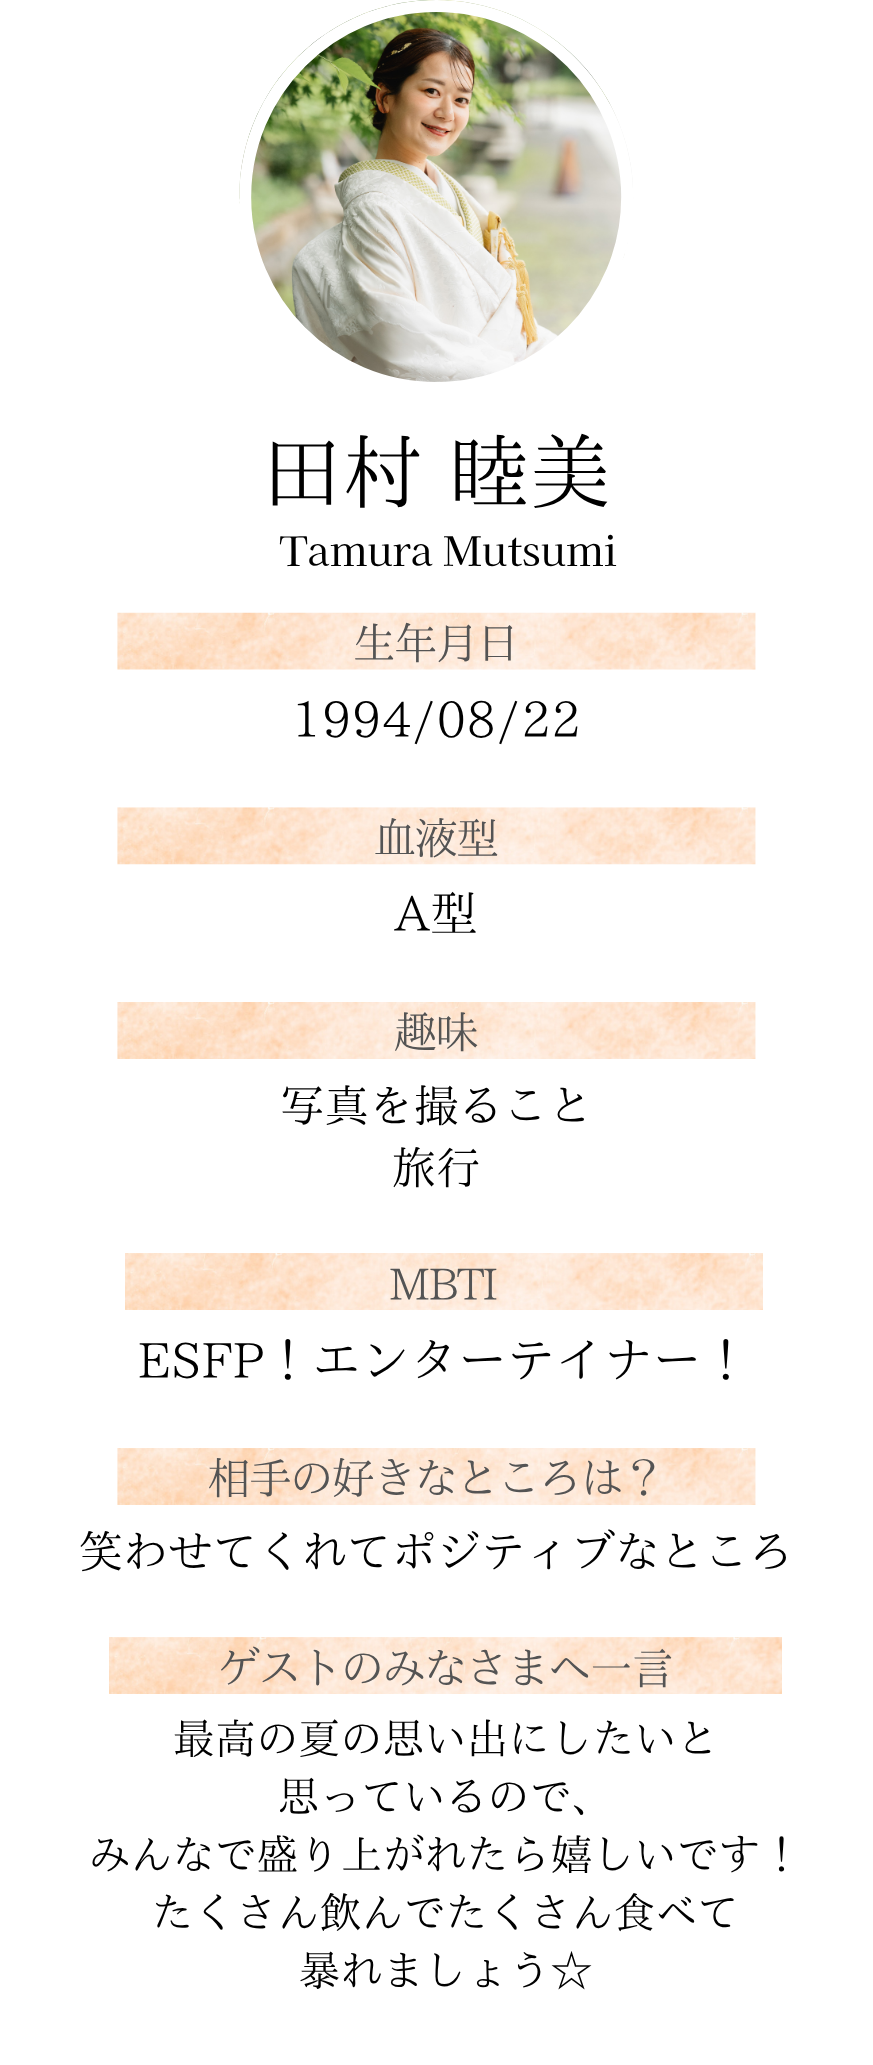 田村 睦美
Tamura Mutsumi
生年月日
1994/08/22
血液型
A型
趣味
写真を撮ること
旅行
MBTI
ESFP！エンターテイナー！
相手の好きなところは？
笑わせてくれてポジティブなところ
ゲストのみなさまへ一言
最高の夏の思い出にしたいと
思っているので、
みんなで盛り上がれたら嬉しいです！
たくさん飲んでたくさん食べて
暴れましょう☆